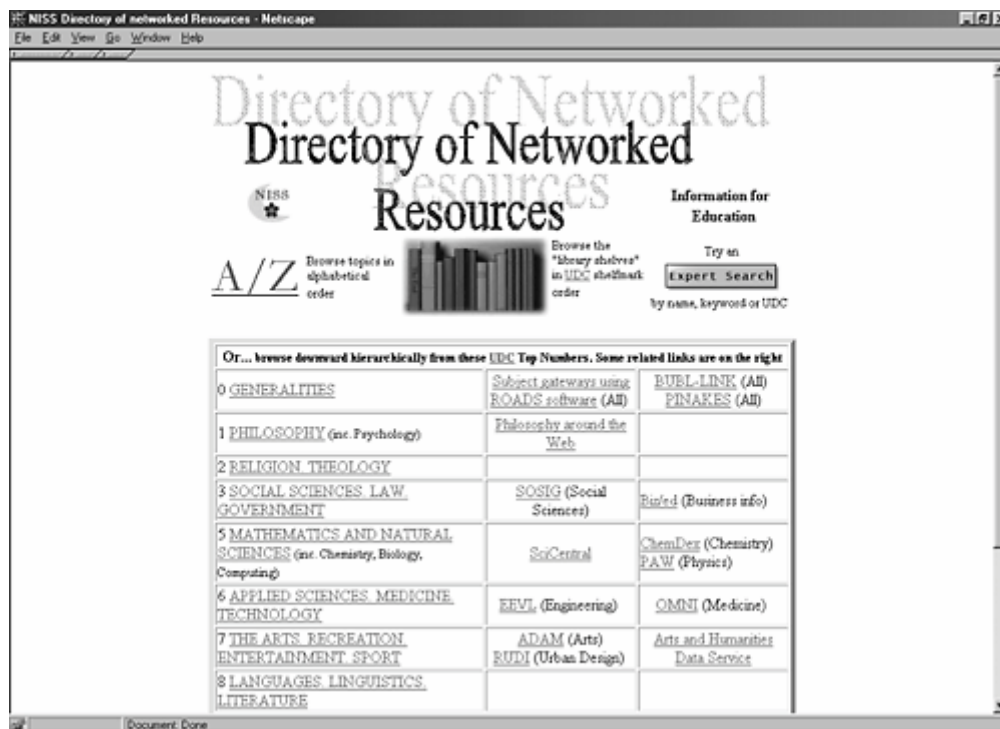 NISS Directory of networked Resources - Netscape
File Edit View Go Window Help
Directory of Networked
Directory of Networked
Resources
Resources
NISS
Information for
Education
A/Z
Browse topics in
alphabetical
order
Browse the
"library shelves"
in UDC shelfmark
order
Try an
Expert Search
by name, keyword or UDC
Or... browse downward hierarchically from these UDC Top Numbers. Some related links are on the right
0 GENERALITIES
Subject gateways using
ROADS software (All)
BUBL-LINK (All)
PINAKES (All)
1 PHILOSOPHY (inc. Psychology)
Philosophy around the
Web
2 RELIGION. THEOLOGY
3 SOCIAL SCIENCES. LAW.
GOVERNMENT
SOSIG (Social
Sciences)
Biz/ed (Business info)
5 MATHEMATICS AND NATURAL
SCIENCES (inc. Chemistry, Biology,
Computing)
SciCentral
ChemDex (Chemistry)
PAW (Physics)
6 APPLIED SCIENCES. MEDICINE.
TECHNOLOGY
EEVL (Engineering)
OMNI (Medicine)
7 THE ARTS. RECREATION.
ENTERTAINMENT. SPORT
ADAM (Arts)
RUDI (Urban Design)
Arts and Humanities
Data Service
8 LANGUAGES. LINGUISTICS.
LITERATURE
Document: Done